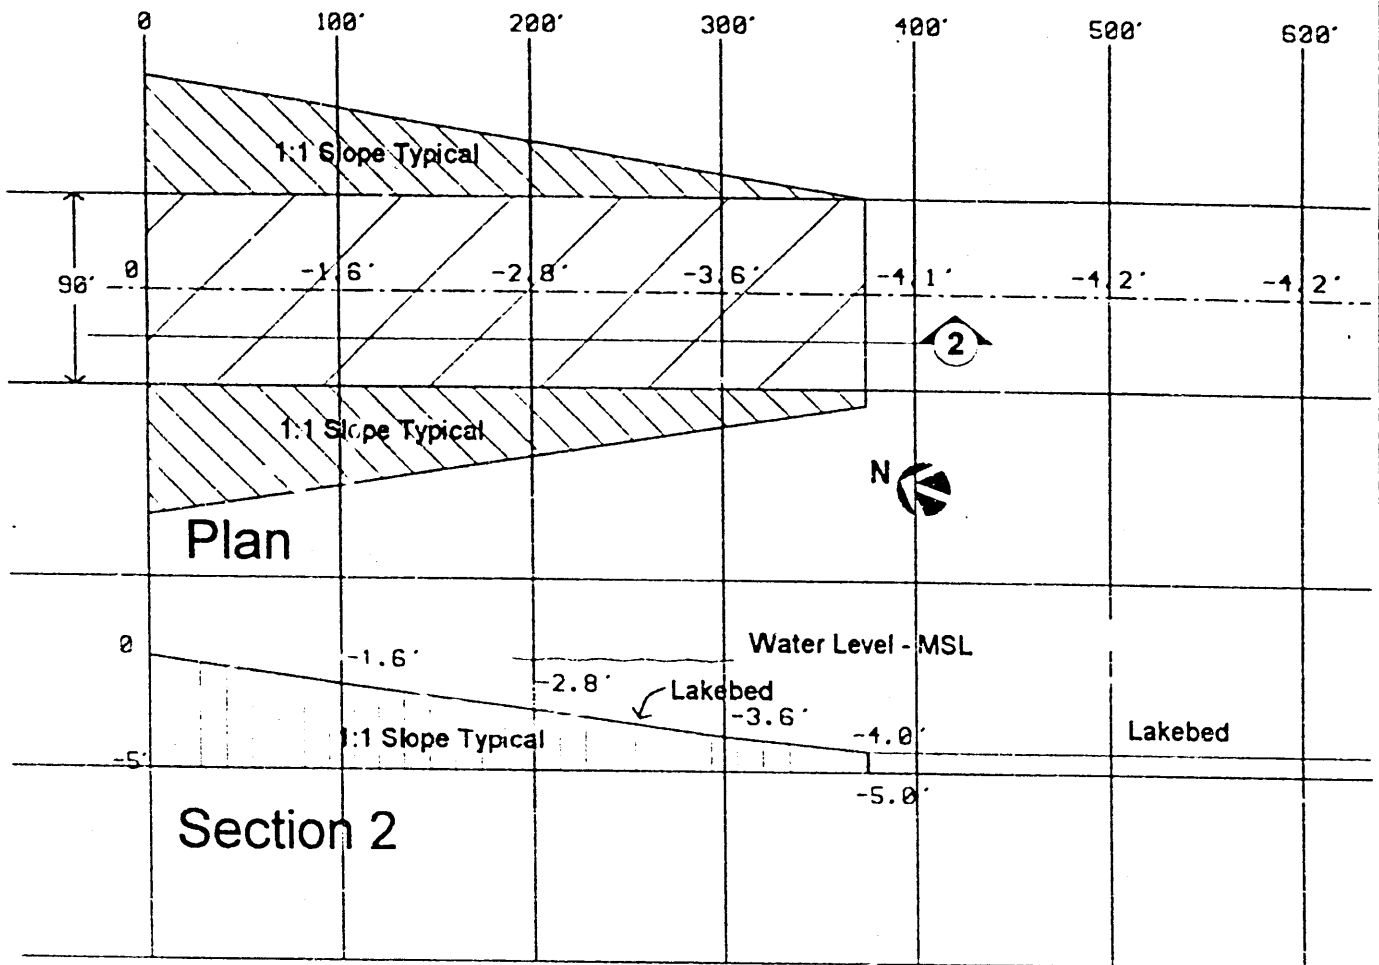 0 100' 200' 300' 400' 500' 600'
1:1 Slope Typical
90' 0 -1.6' -2.8' -3.6' -4.1' -4.2' -4.2'
2
1:1 Slope Typical
N
Plan
0 -1.6' Water Level - MSL
-2.8' Lakebed
-3.6'
1:1 Slope Typical -4.0' Lakebed
-5'
-5.0'
Section 2